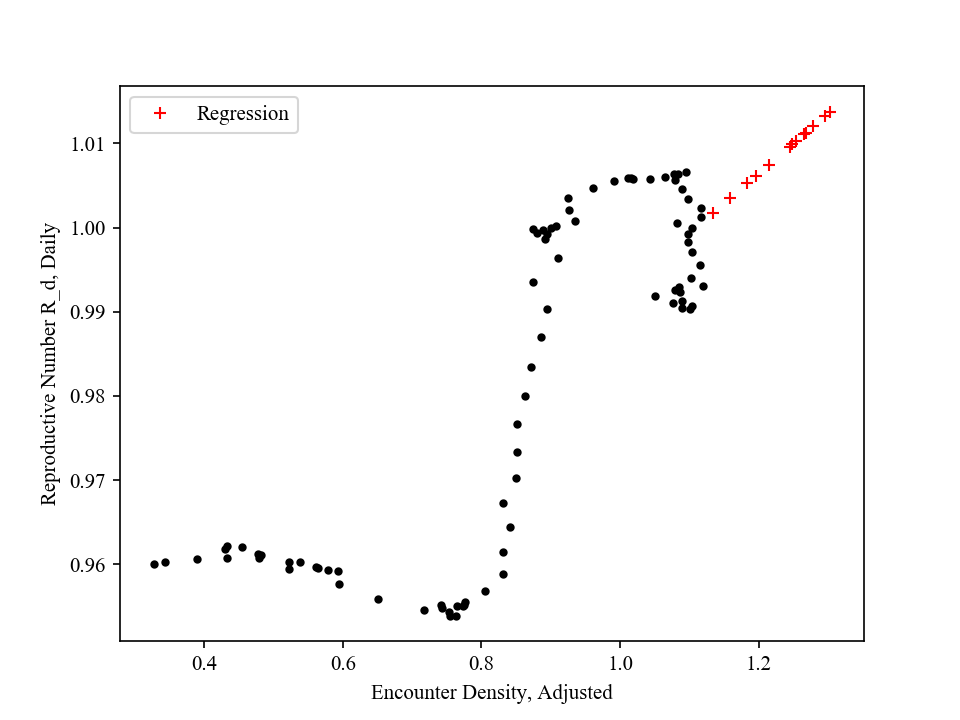 Regression
1.01
1.00
0.99
0.98
0.97
0.96
Reproductive Number R_d, Daily
0.4 0.6 0.8 1.0 1.2
Encounter Density, Adjusted